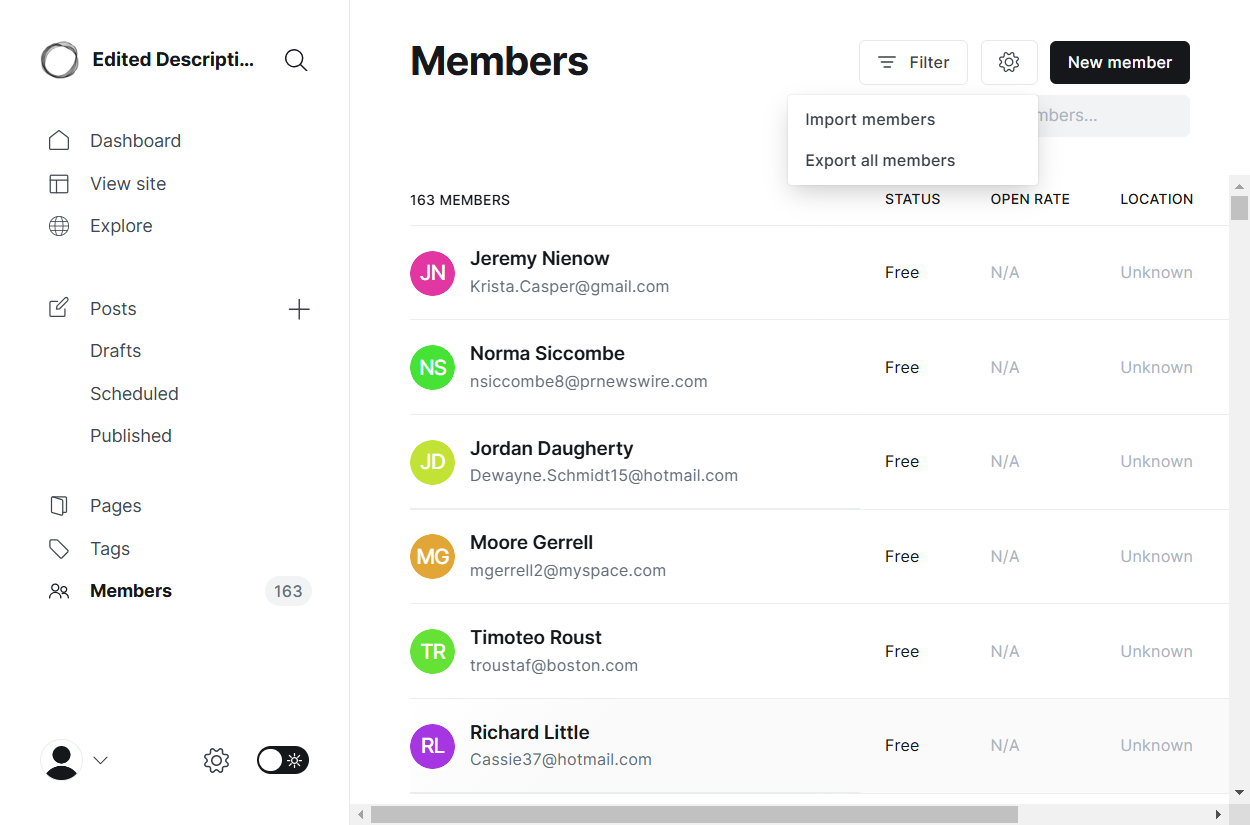 Edited Descripti...
Dashboard
View site
Explore
Posts
Drafts
Scheduled
Published
Pages
Tags
Members 163
Members
Filter
New member
Import members
Export all members
163 MEMBERS STATUS OPEN RATE LOCATION
JN Jeremy Nienow
Krista.Casper@gmail.com
Free N/A Unknown
NS Norma Siccombe
nsiccombe8@prnewswire.com
Free N/A Unknown
JD Jordan Daugherty
Dewayne.Schmidt15@hotmail.com
Free N/A Unknown
MG Moore Gerrell
mgerrell2@myspace.com
Free N/A Unknown
TR Timoteo Roust
troustaf@boston.com
Free N/A Unknown
RL Richard Little
Cassie37@hotmail.com
Free N/A Unknown